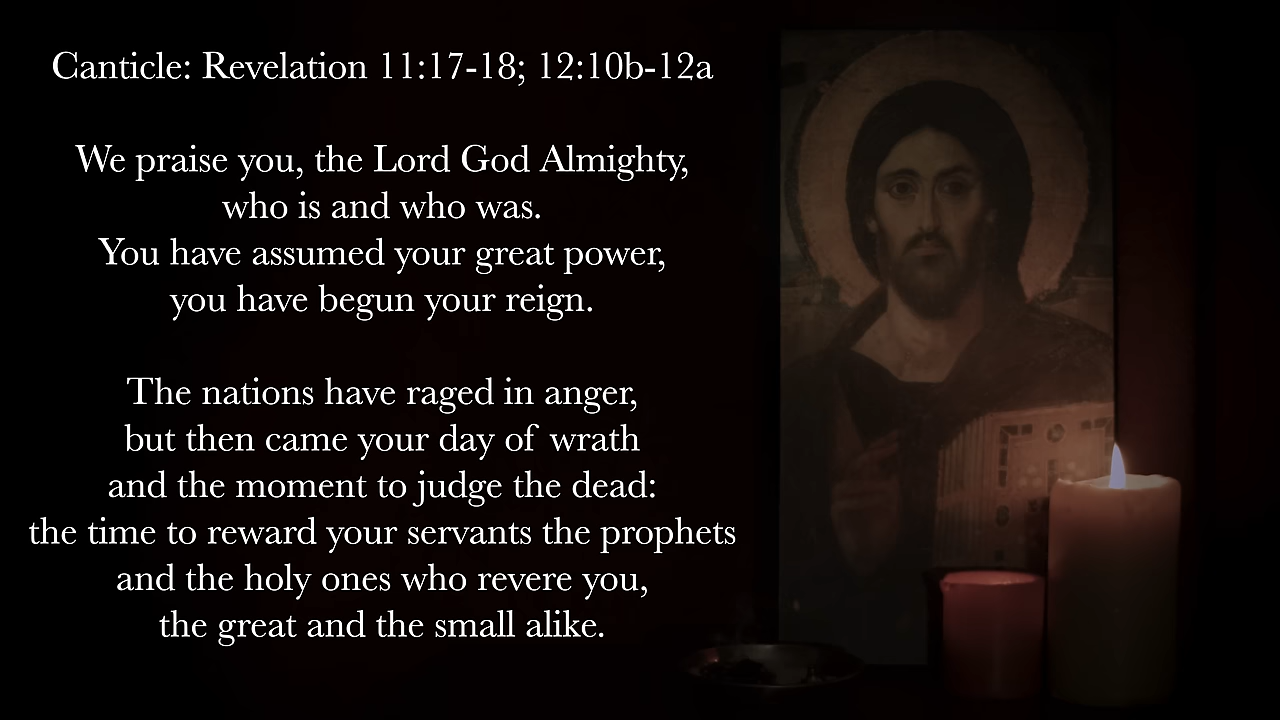 Canticle: Revelation 11:17-18; 12:10b-12a
We praise you, the Lord God Almighty,
who is and who was.
You have assumed your great power,
you have begun your reign.
The nations have raged in anger,
but then came your day of wrath
and the moment to judge the dead:
the time to reward your servants the prophets
and the holy ones who revere you,
the great and the small alike.